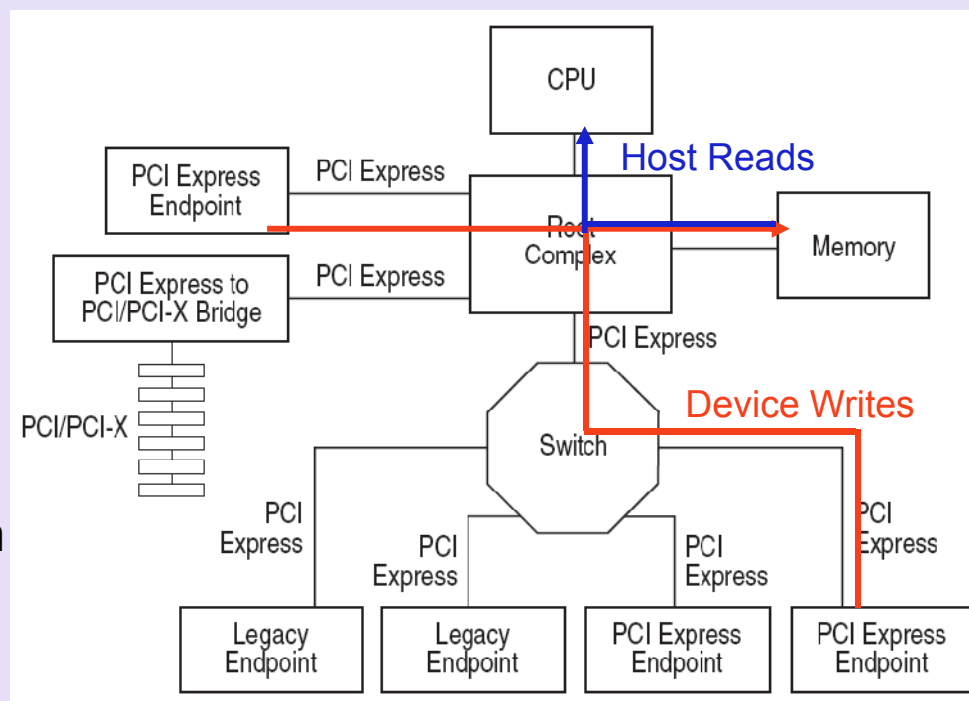 CPU
Host Reads
PCI Express
Endpoint
PCI Express
Root
Complex
Memory
PCI Express to
PCI/PCI-X Bridge
PCI Express
PCI Express
PCI/PCI-X
Device Writes
Switch
PCI
Express
PCI
Express
PCI
Express
PCI
Express
Legacy
Endpoint
Legacy
Endpoint
PCI Express
Endpoint
PCI Express
Endpoint